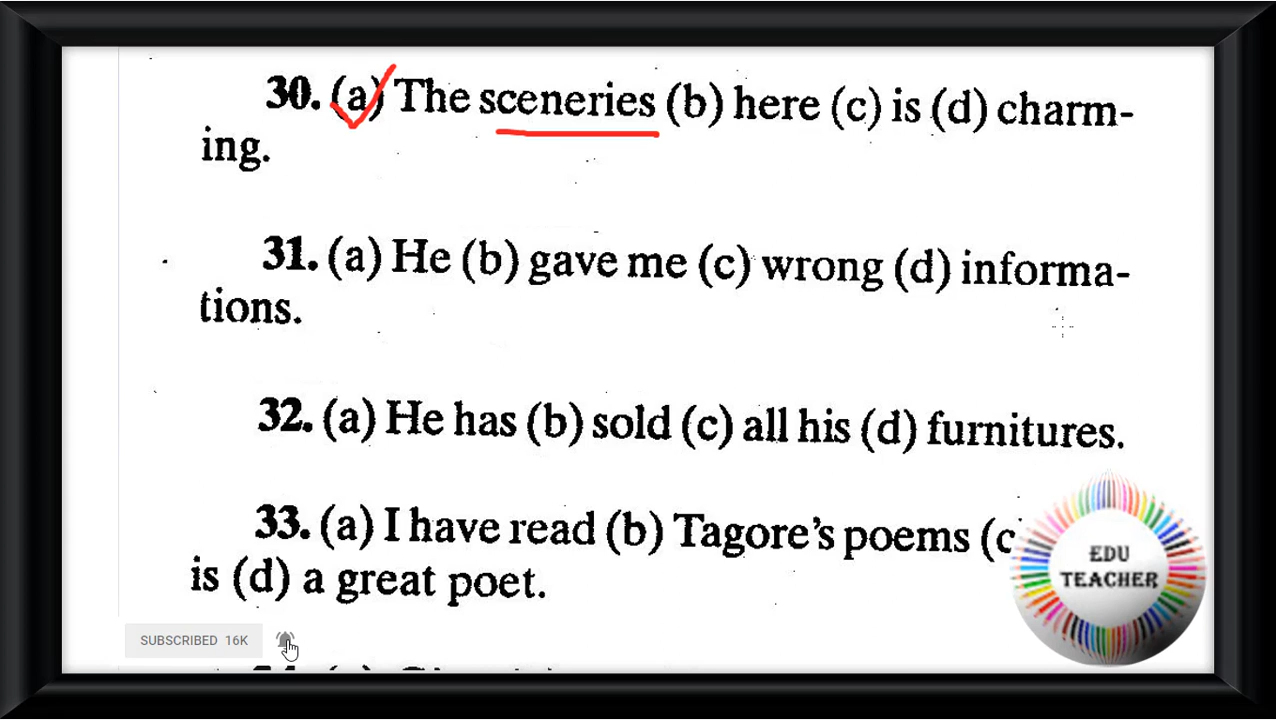 30. (a) The sceneries (b) here (c) is (d) charm-
ing.
31. (a) He (b) gave me (c) wrong (d) informa-
tions.
32. (a) He has (b) sold (c) all his (d) furnitures.
33. (a) I have read (b) Tagore's poems (c
is (d) a great poet.
EDU
TEACHER
SUBSCRIBED 16K